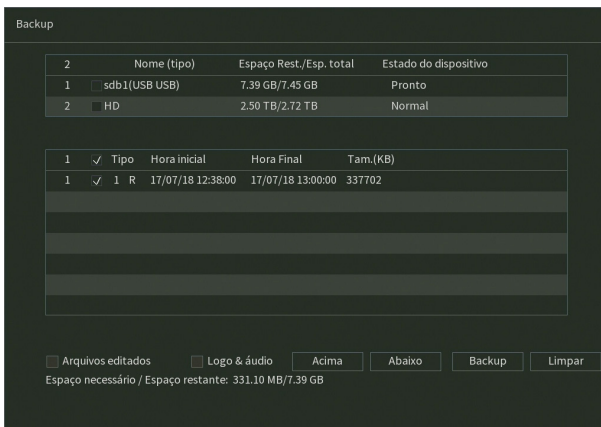 Backup
2 Nome (tipo) Espaço Rest./Esp. total Estado do dispositivo
1 sdb1(USB USB) 7.39 GB/7.45 GB Pronto
2 HD 2.50 TB/2.72 TB Normal
1 Tipo Hora inicial Hora Final Tam.(KB)
1 1 R 17/07/18 12:38:00 17/07/18 13:00:00 337702
Arquivos editados Logo & áudio Acima Abaixo Backup Limpar
Espaço necessário / Espaço restante: 331.10 MB/7.39 GB